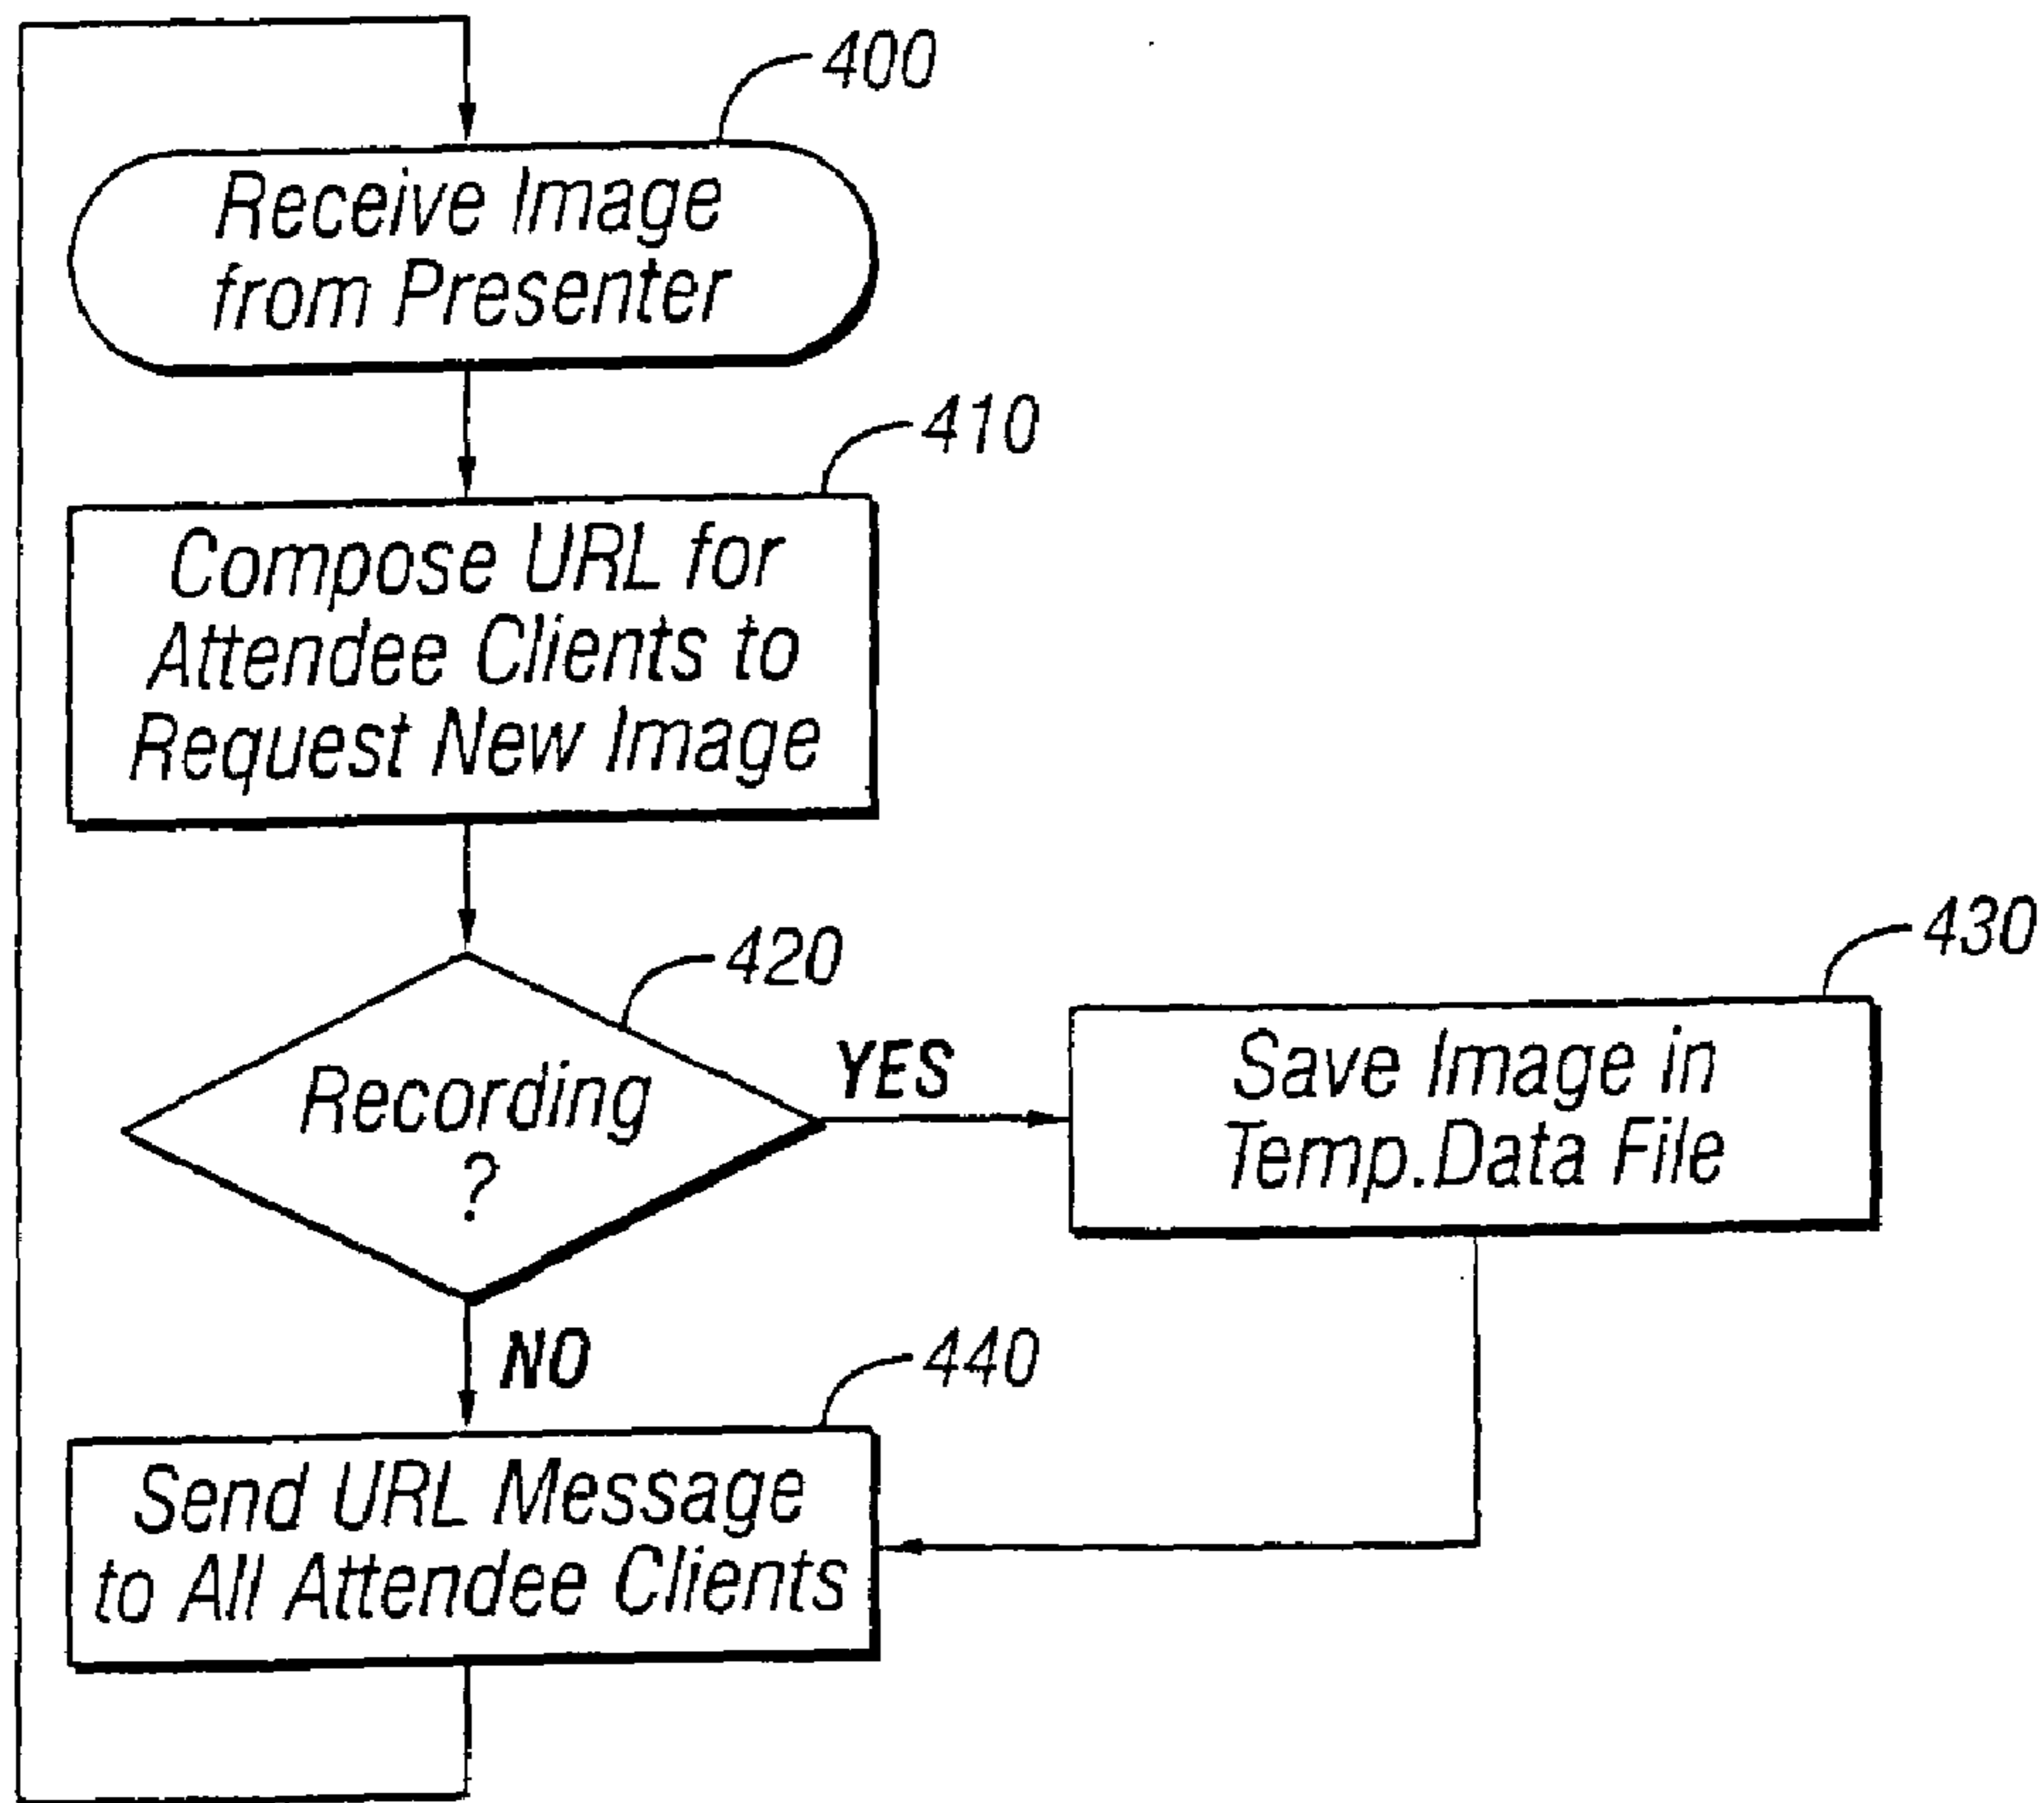 400
Receive Image
from Presenter
410
Compose URL for
Attendee Clients to
Request New Image
420
Recording
?
YES
430
Save Image in
Temp.Data File
NO
440
Send URL Message
to All Attendee Clients